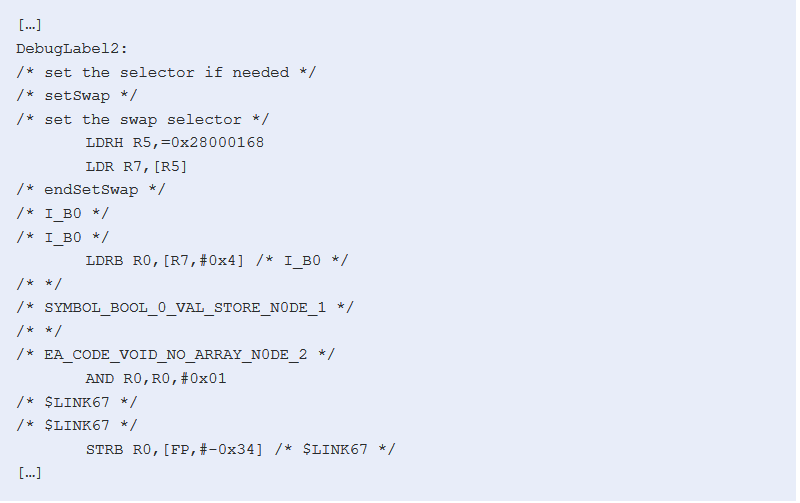 […]
DebugLabel2:
/* set the selector if needed */
/* setSwap */
/* set the swap selector */
LDRH R5,=0x28000168
LDR R7,[R5]
/* endSetSwap */
/* I_B0 */
/* I_B0 */
LDRB R0,[R7,#0x4] /* I_B0 */
/* */
/* SYMBOL_BOOL_0_VAL_STORE_N0DE_1 */
/* */
/* EA_CODE_VOID_NO_ARRAY_N0DE_2 */
AND R0,R0,#0x01
/* $LINK67 */
/* $LINK67 */
STRB R0,[FP,#-0x34] /* $LINK67 */
[…]